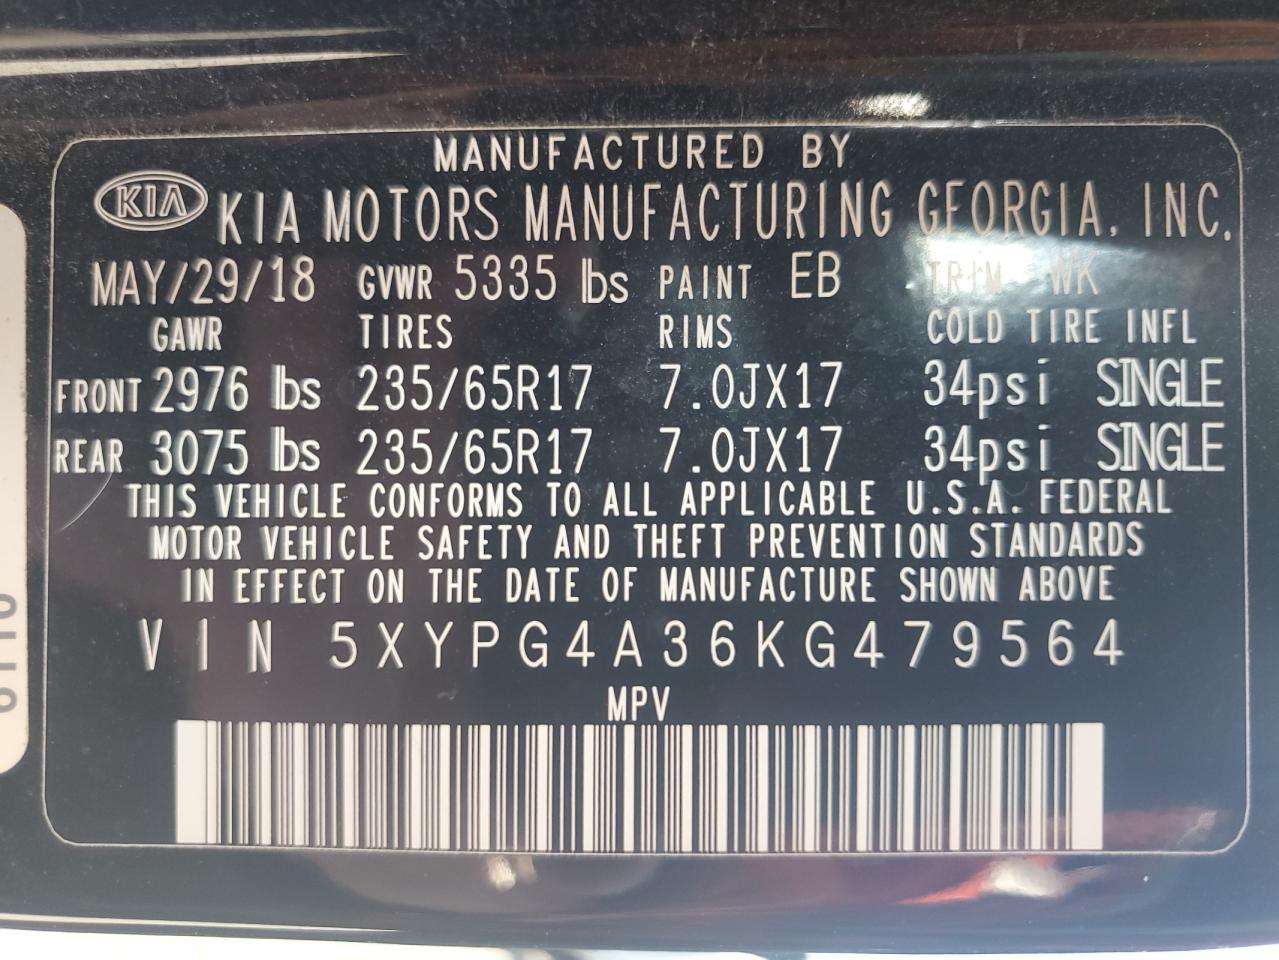 MANUFACTURED BY
KIA KIA MOTORS MANUFACTURING GEORGIA, INC.
MAY/29/18 GVWR 5335 lbs PAINT EB TRIM WK
GAWR TIRES RIMS COLD TIRE INFL
FRONT 2976 lbs 235/65R17 7.0JX17 34psi SINGLE
REAR 3075 lbs 235/65R17 7.0JX17 34psi SINGLE
THIS VEHICLE CONFORMS TO ALL APPLICABLE U.S.A. FEDERAL
MOTOR VEHICLE SAFETY AND THEFT PREVENTION STANDARDS
IN EFFECT ON THE DATE OF MANUFACTURE SHOWN ABOVE
VIN 5XYPG4A36KG479564
MPV